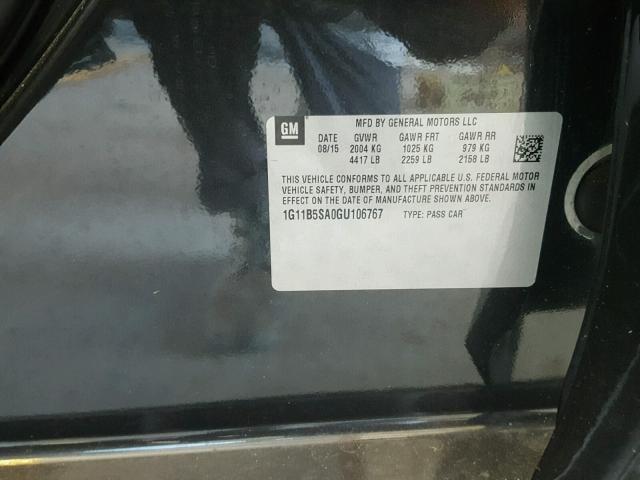 GM
MFD BY GENERAL MOTORS LLC
DATE GVWR GAWR FRT GAWR RR
08/15 2004 KG 1025 KG 979 KG
4417 LB 2259 LB 2158 LB
THIS VEHICLE CONFORMS TO ALL APPLICABLE U.S. FEDERAL MOTOR
VEHICLE SAFETY, BUMPER, AND THEFT PREVENTION STANDARDS IN
EFFECT ON THE DATE OF MANUFACTURE SHOWN ABOVE.
1G11B5SA0GU106767 TYPE: PASS CAR